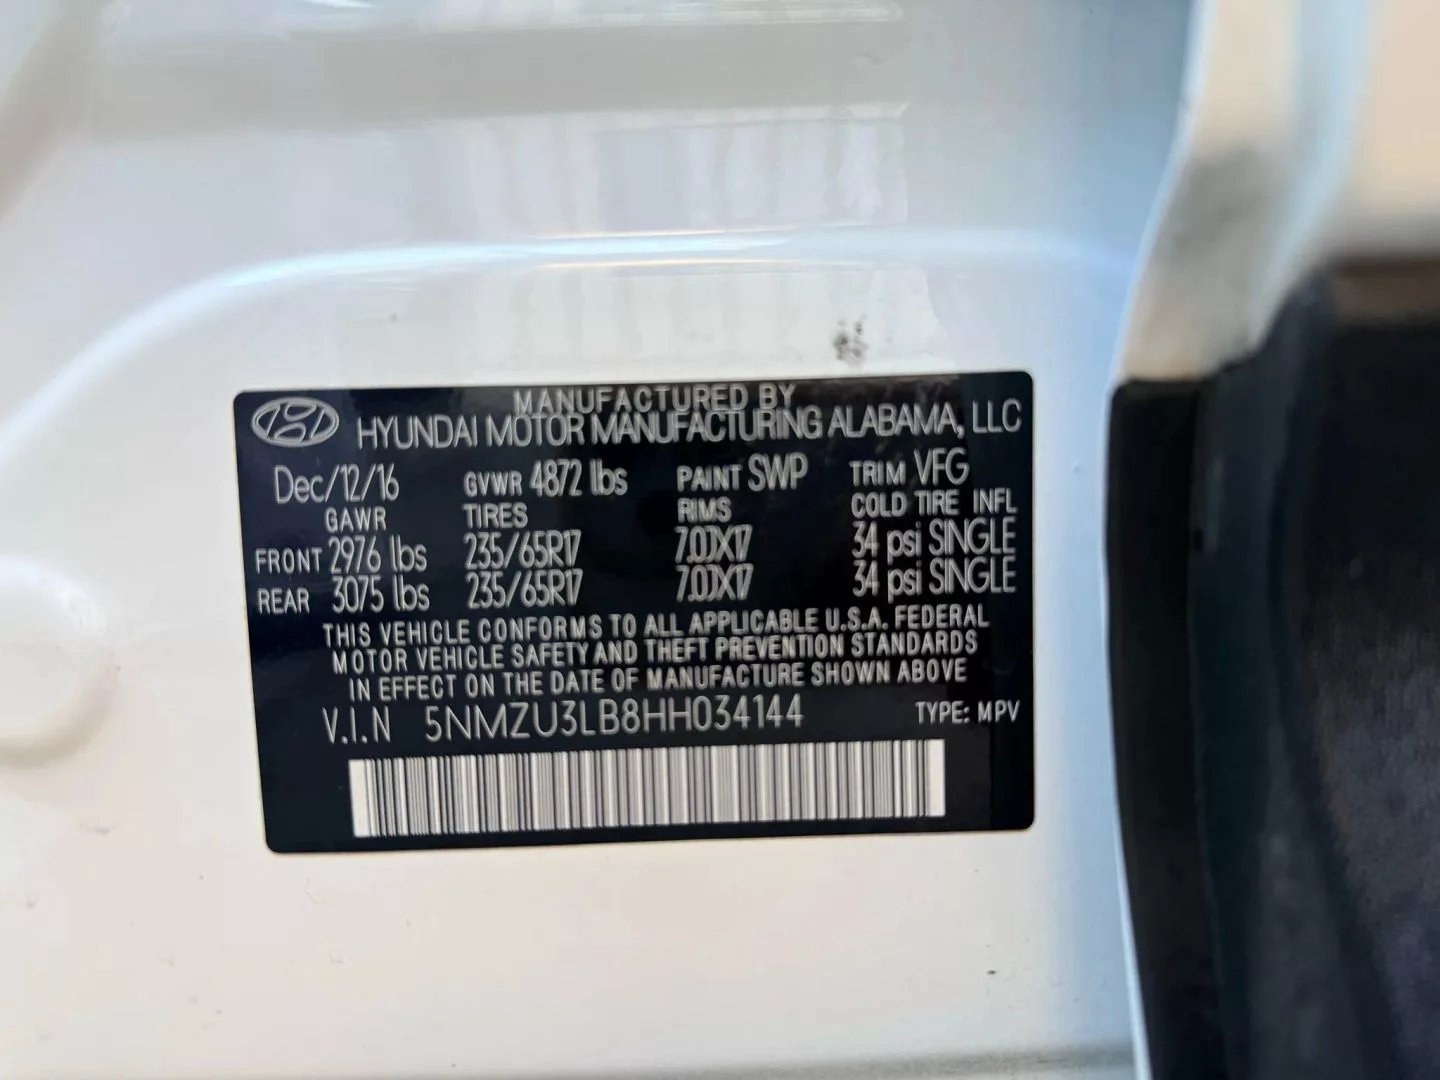 MANUFACTURED BY
HYUNDAI MOTOR MANUFACTURING ALABAMA, LLC
Dec/12/16 GVWR 4872 lbs PAINT SWP TRIM VFG
GAWR TIRES RIMS COLD TIRE INFL
FRONT 2976 lbs 235/65R17 7.0JX17 34 psi SINGLE
REAR 3075 lbs 235/65R17 7.0JX17 34 psi SINGLE
THIS VEHICLE CONFORMS TO ALL APPLICABLE U.S.A. FEDERAL
MOTOR VEHICLE SAFETY AND THEFT PREVENTION STANDARDS
IN EFFECT ON THE DATE OF MANUFACTURE SHOWN ABOVE
V.I.N 5NMZU3LB8HH034144 TYPE: MPV